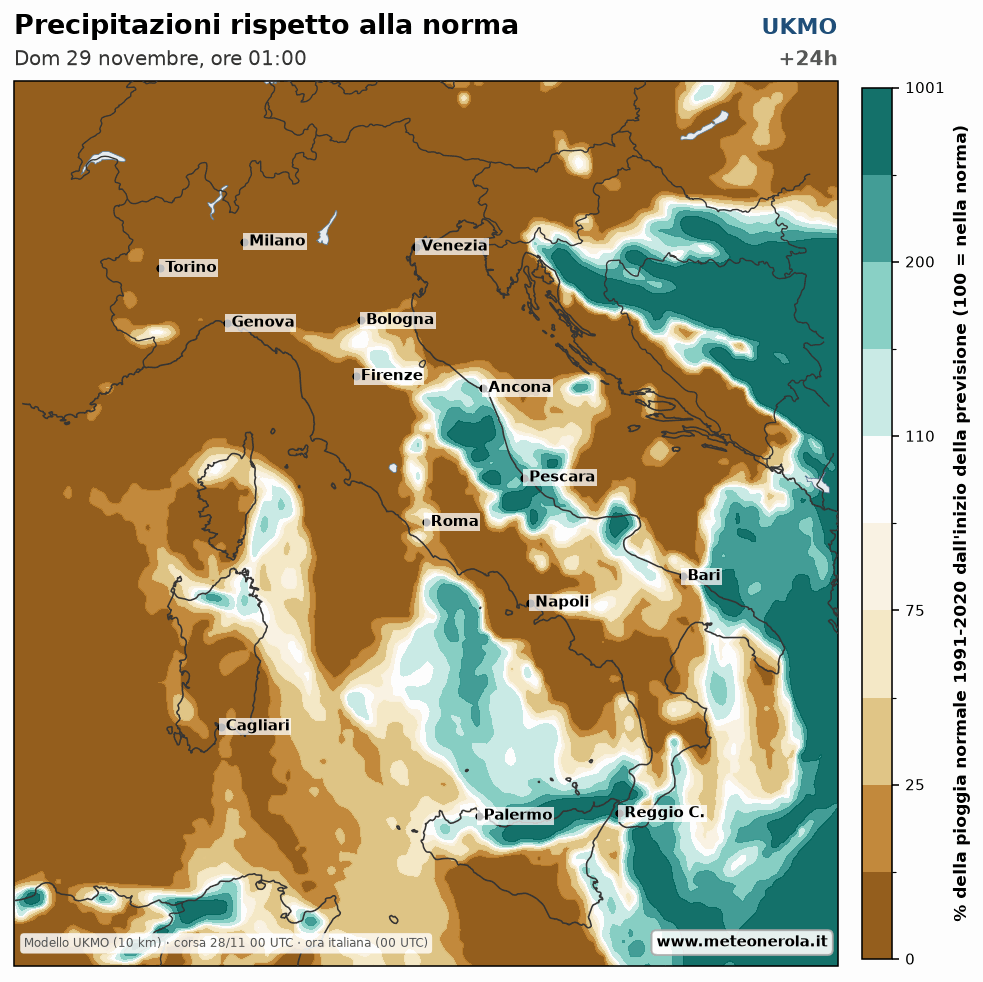 Precipitazioni rispetto alla norma
UKMO
Dom 29 novembre, ore 01:00
+24h
1001
200
110
75
25
0
% della pioggia normale 1991-2020 dall'inizio della previsione (100 = nella norma)
Milano
Venezia
Torino
Genova
Bologna
Firenze
Ancona
Pescara
Roma
Bari
Napoli
Cagliari
Palermo
Reggio C.
Modello UKMO (10 km) · corsa 28/11 00 UTC · ora italiana (00 UTC)
www.meteonerola.it